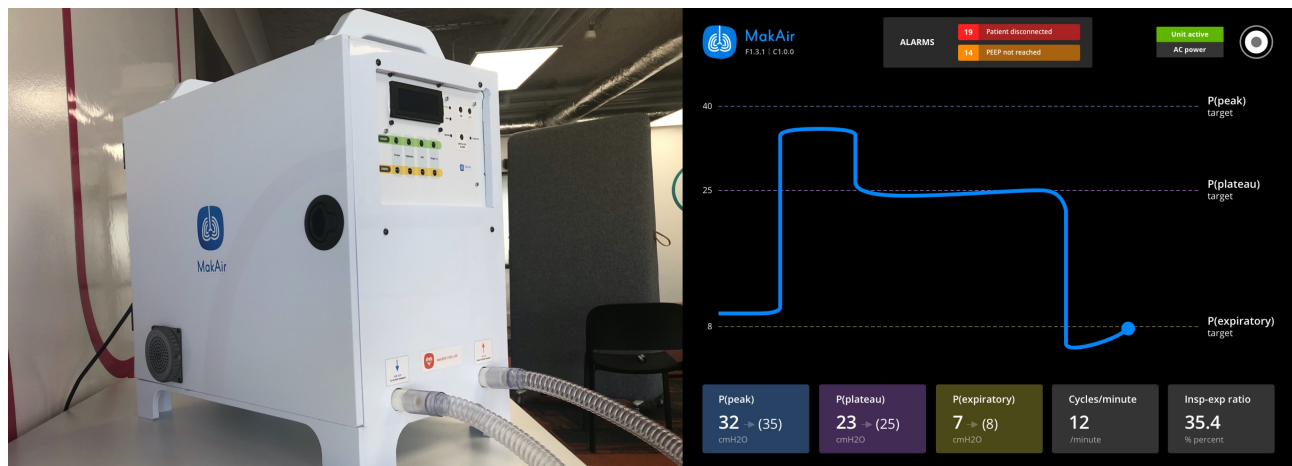 MakAir
MakAir
F1.3.1 | C1.0.0
ALARMS
19 Patient disconnected
14 PEEP not reached
Unit active
AC power
40
P(peak)
target
25
P(plateau)
target
8
P(expiratory)
target
P(peak)
32 → (35)
cmH2O
P(plateau)
23 → (25)
cmH2O
P(expiratory)
7 → (8)
cmH2O
Cycles/minute
12
/minute
Insp-exp ratio
35.4
% percent